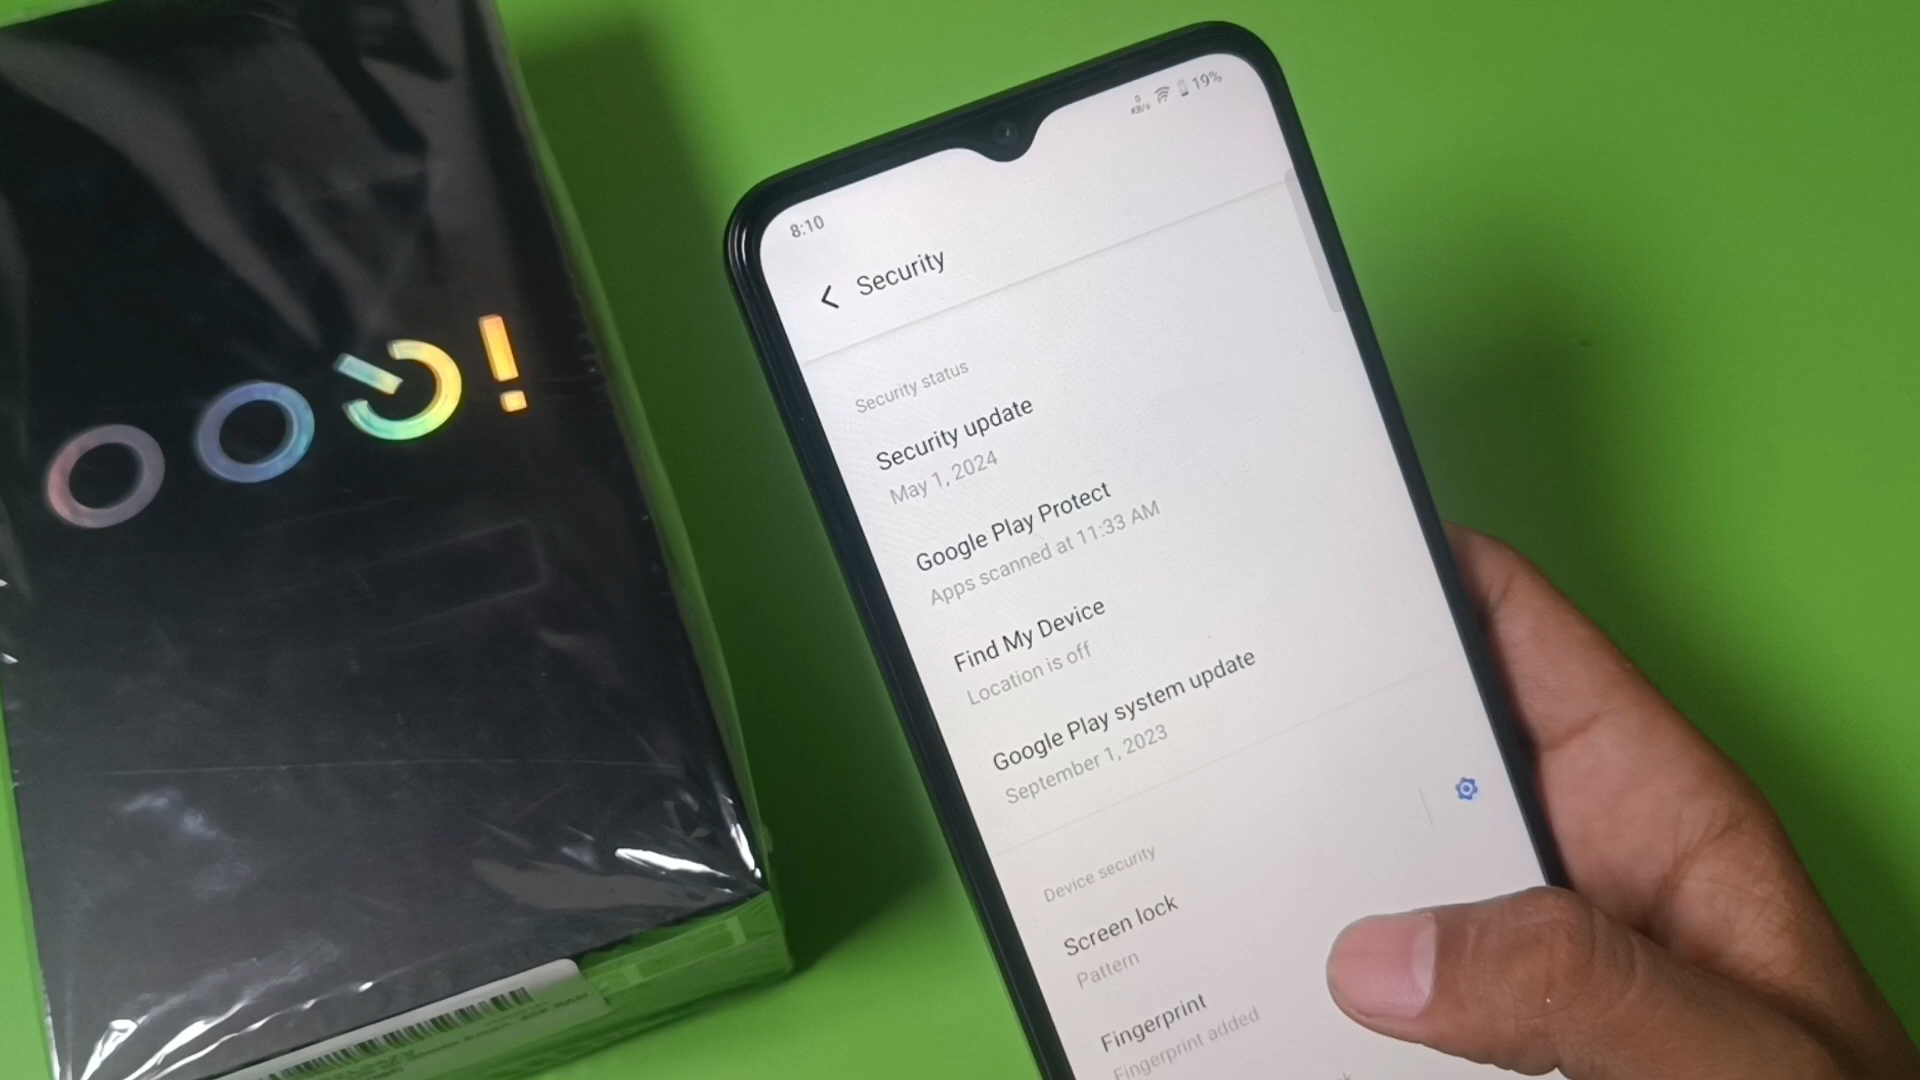 8:10
0
KB/s
19%
Security
Security status
Security update
May 1, 2024
Google Play Protect
Apps scanned at 11:33 AM
Find My Device
Location is off
Google Play system update
September 1, 2023
Device security
Screen lock
Pattern
Fingerprint
Fingerprint added